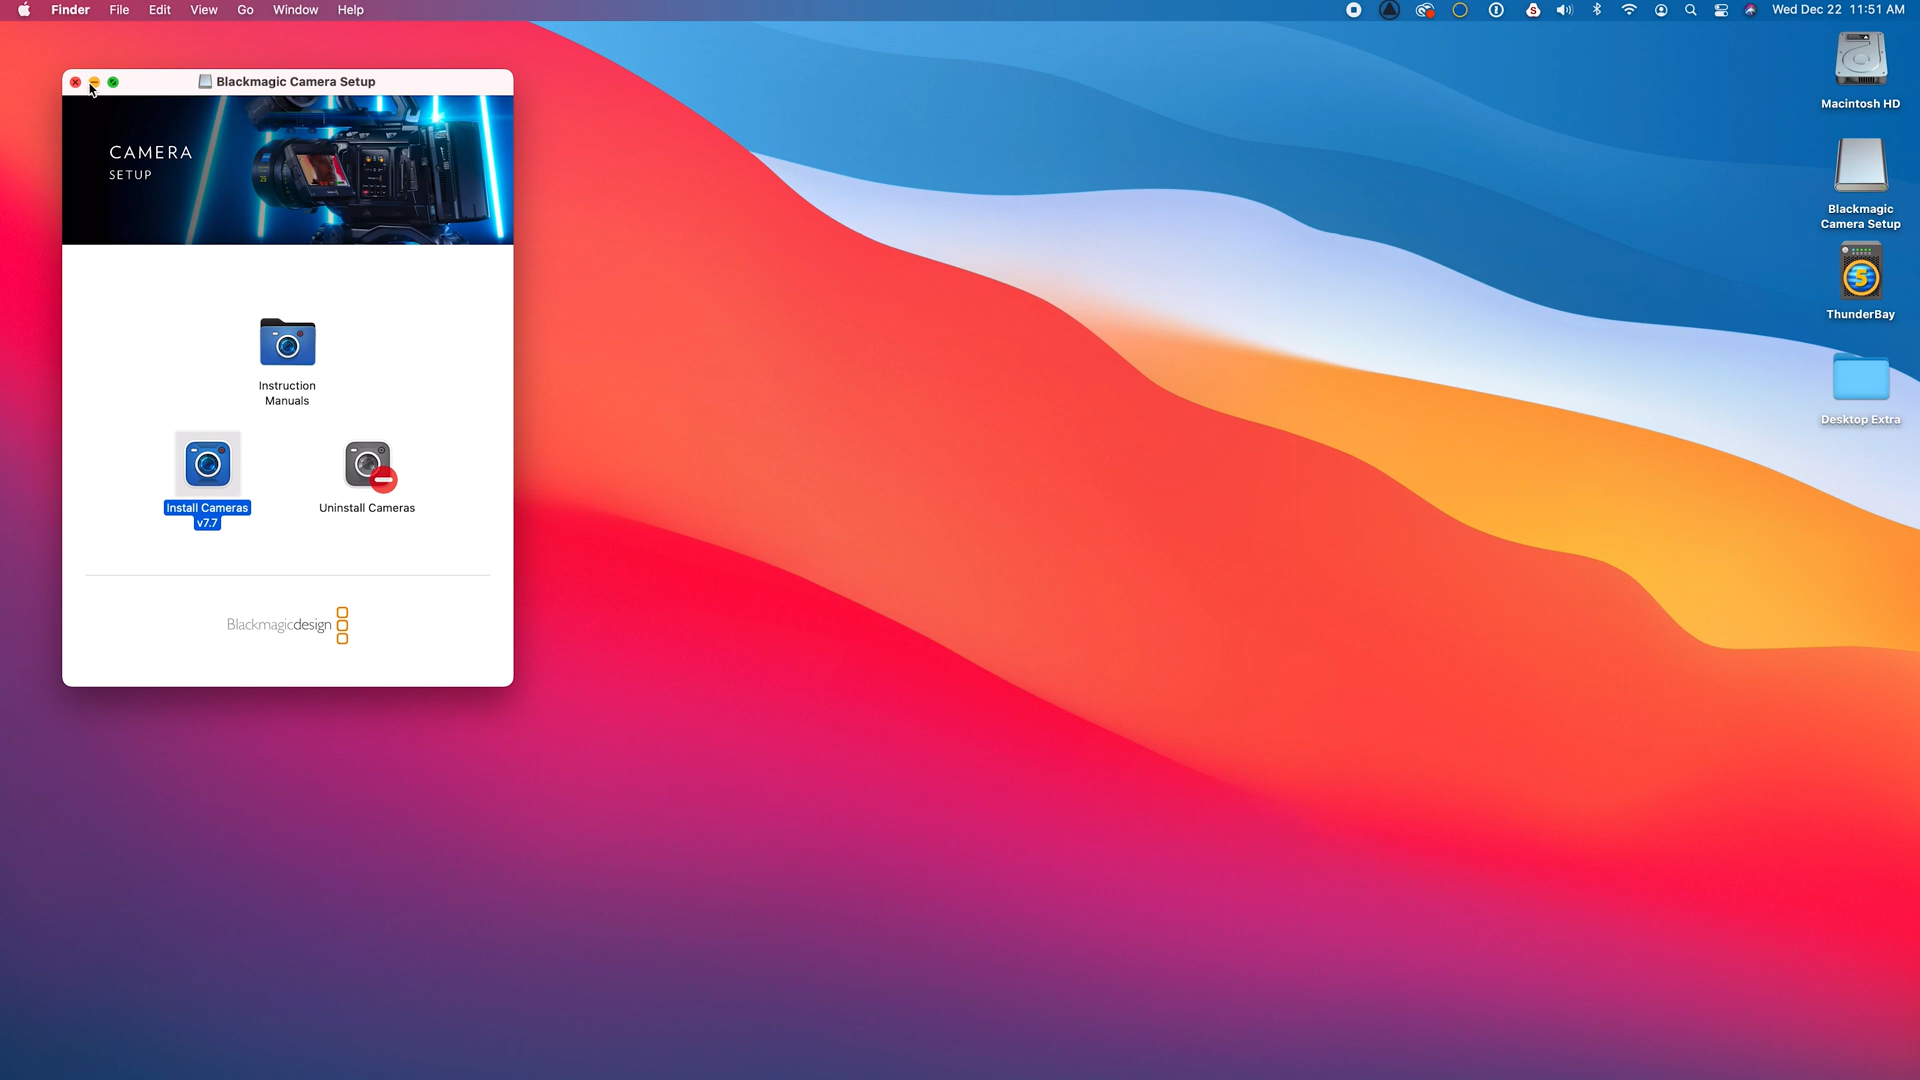 Finder File Edit View Go Window Help
S
Wed Dec 22 11:51 AM
Blackmagic Camera Setup
CAMERA
SETUP
29
Instruction
Manuals
Install Cameras
v7.7
Uninstall Cameras
Blackmagicdesign
Macintosh HD
Blackmagic
Camera Setup
S
ThunderBay
Desktop Extra